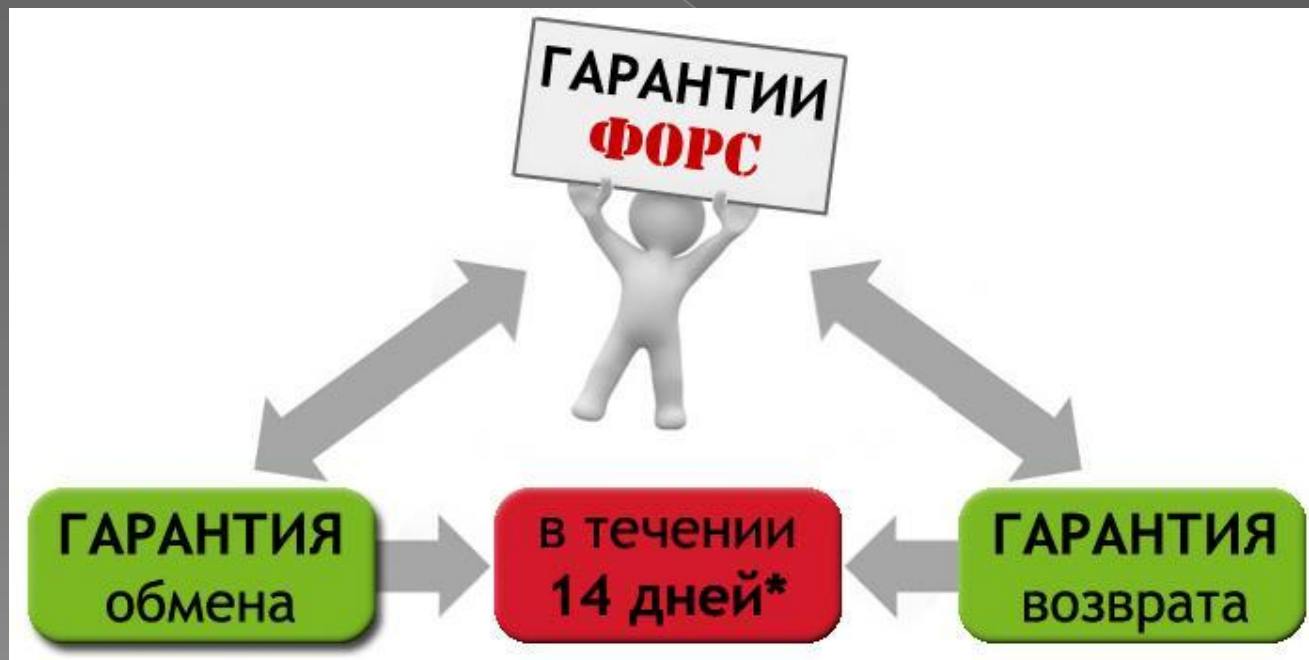 ГАРАНТИИ
ФОРС
ГАРАНТИЯ
обмена
в течении
14 дней*
ГАРАНТИЯ
возврата